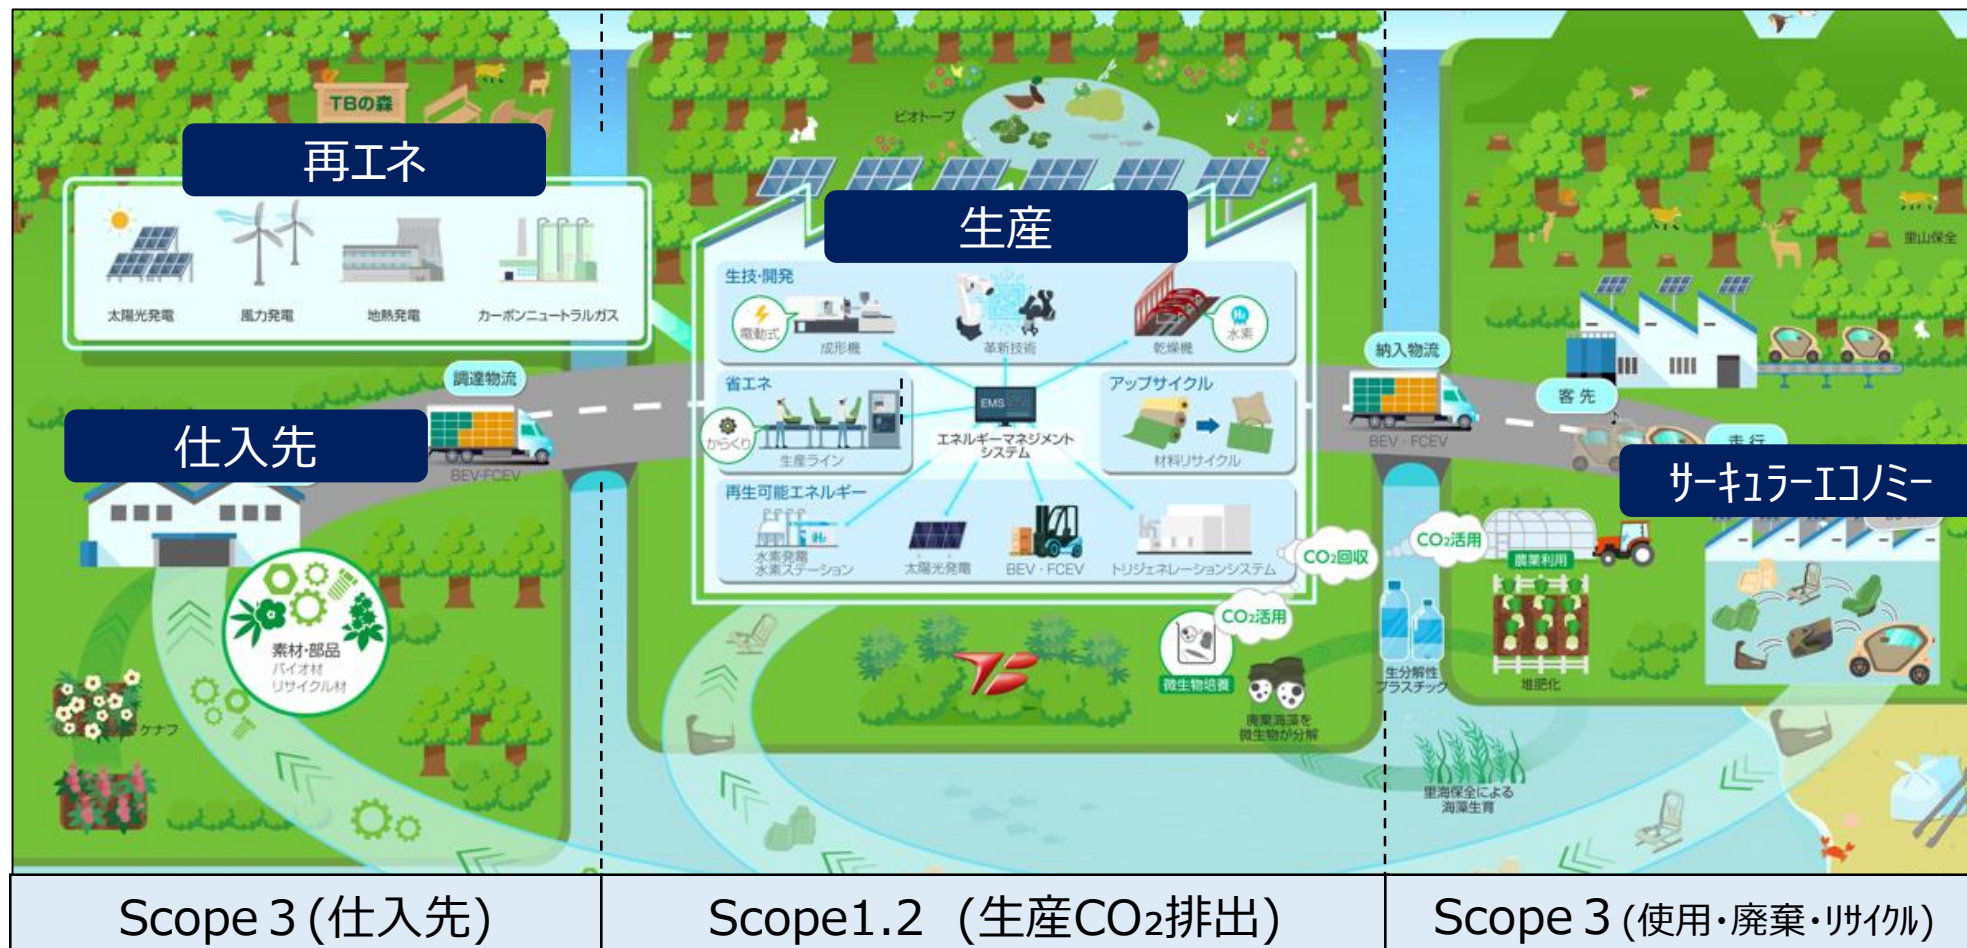 TBの森
再エネ
太陽光発電
風力発電
地熱発電
カーボンニュートラルガス
調達物流
BEV・FCEV
仕入先
素材・部品
バイオ材
リサイクル材
ケナフ
ビオトープ
生産
生技・開発
電動式
成形機
革新技術
乾燥機
H₂
水素
省エネ
からくり
生産ライン
EMS
エネルギーマネジメント
システム
アップサイクル
材料リサイクル
再生可能エネルギー
H₂
水素発電
水素ステーション
太陽光発電
BEV・FCEV
トリジェネレーションシステム
CO₂回収
CO₂活用
微生物培養
廃棄海藻を
微生物が分解
TB
納入物流
BEV・FCEV
里山保全
客先
走行
サーキュラーエコノミー
CO₂活用
農業利用
堆肥化
生分解性
プラスチック
里海保全による
海藻生育
Scope 3 (仕入先)
Scope1.2 (生産CO₂排出)
Scope 3 (使用・廃棄・リサイクル)